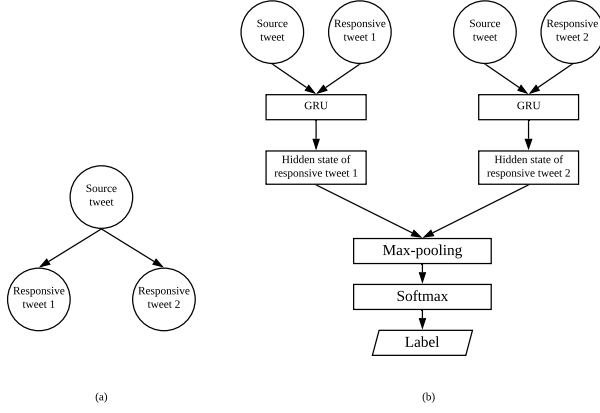 Source
tweet
Responsive
tweet 1
Responsive
tweet 2
(a)
Source
tweet
Responsive
tweet 1
Source
tweet
Responsive
tweet 2
GRU
GRU
Hidden state of
responsive tweet 1
Hidden state of
responsive tweet 2
Max-pooling
Softmax
Label
(b)